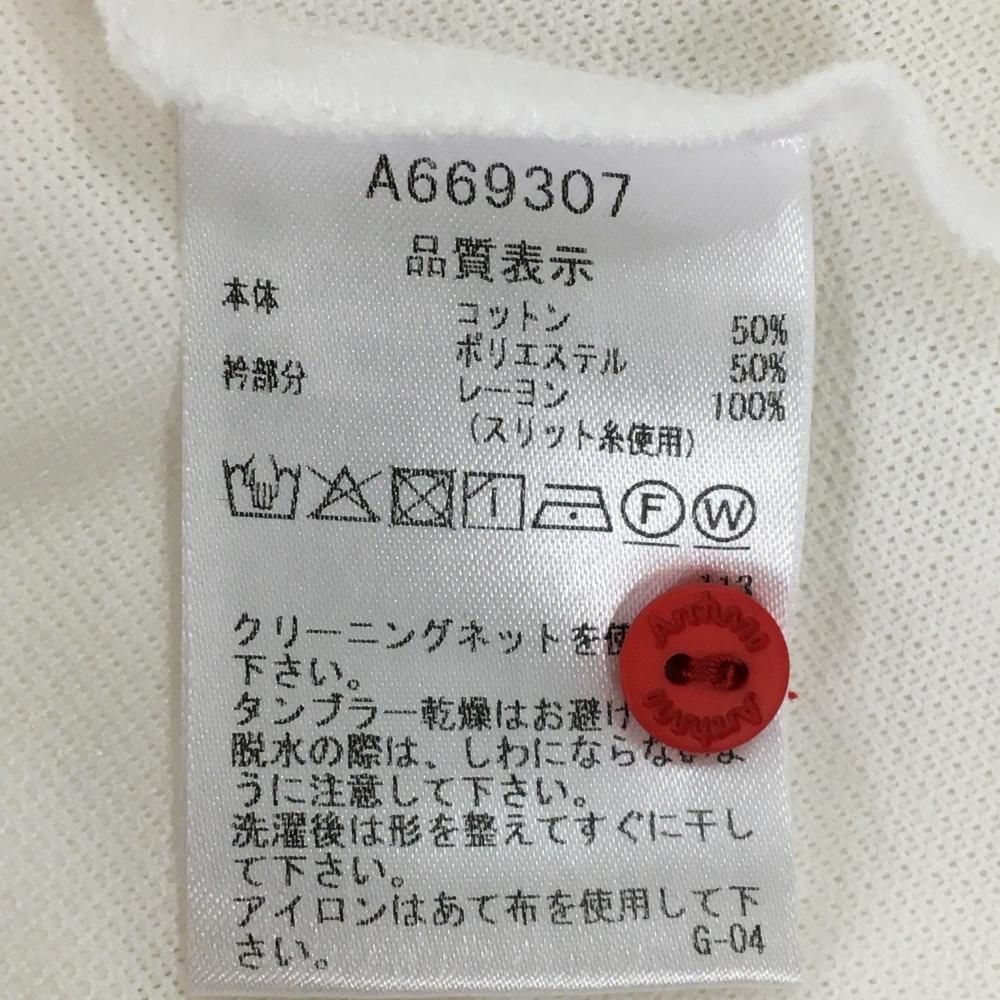 A669307
品質表示
本体 コットン 50%
ポリエステル 50%
衿部分 レーヨン 100%
(スリット糸使用)
F W
113
クリーニングネットを使
下さい。
タンブラー乾燥はお避け
脱水の際は、しわにならないよ
うに注意して下さい。
洗濯後は形を整えてすぐに干し
て下さい。
アイロンはあて布を使用して下
さい。 G-04